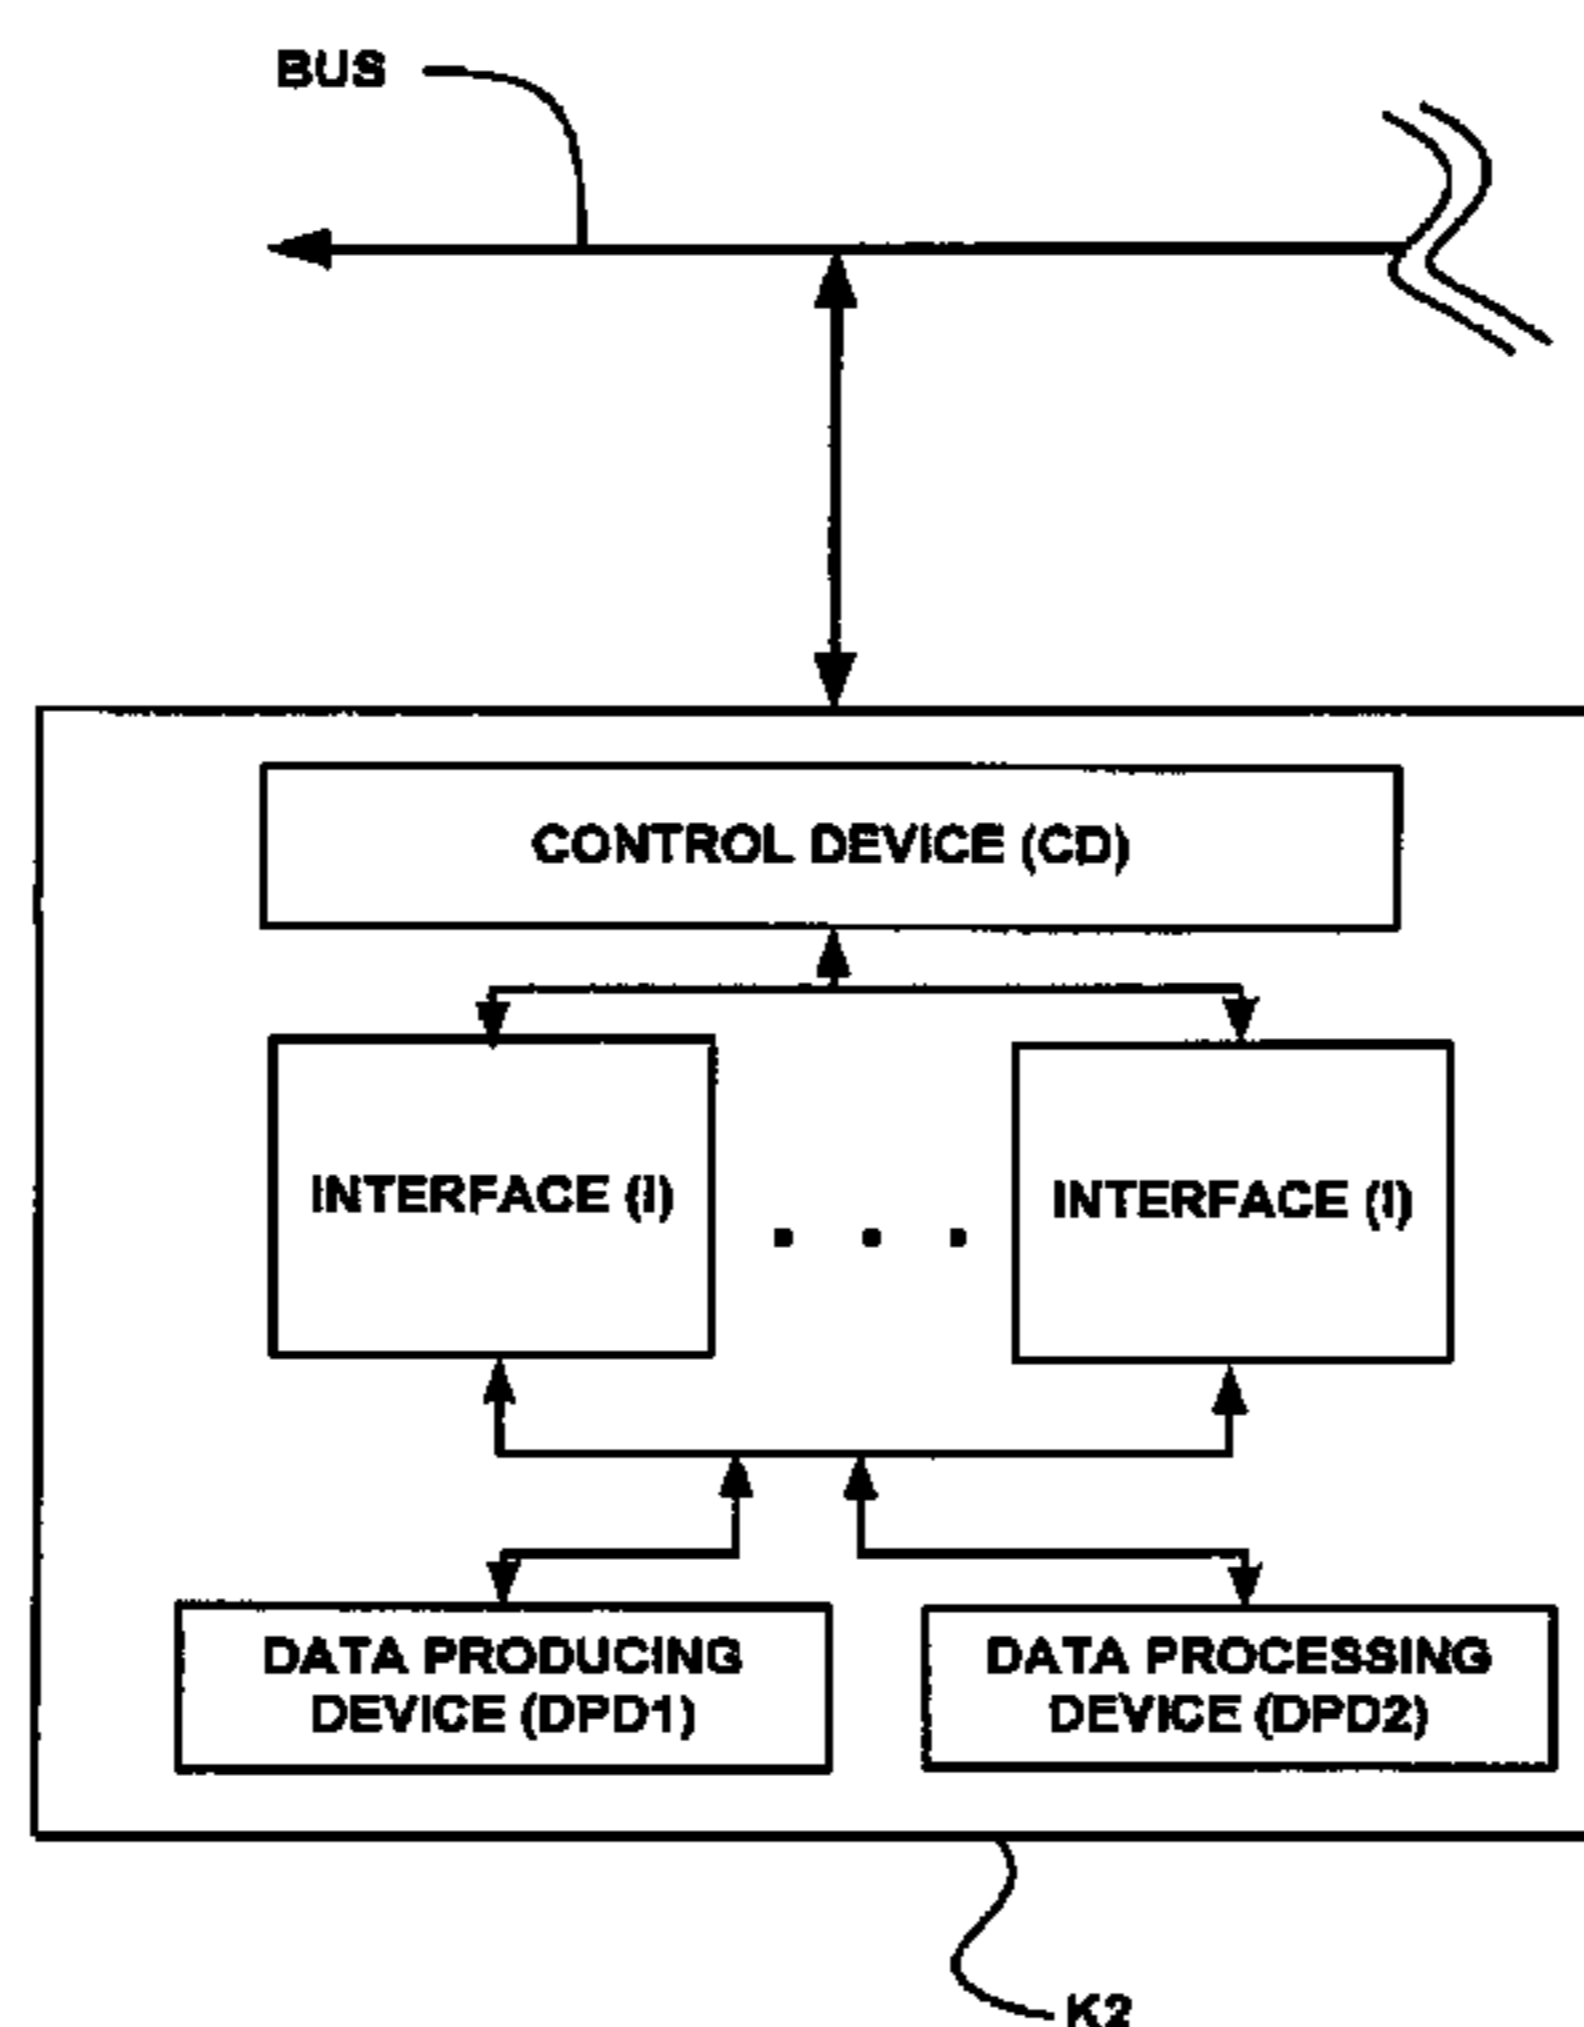 BUS
CONTROL DEVICE (CD)
INTERFACE (I)
INTERFACE (I)
DATA PRODUCING
DEVICE (DPD1)
DATA PROCESSING
DEVICE (DPD2)
K2